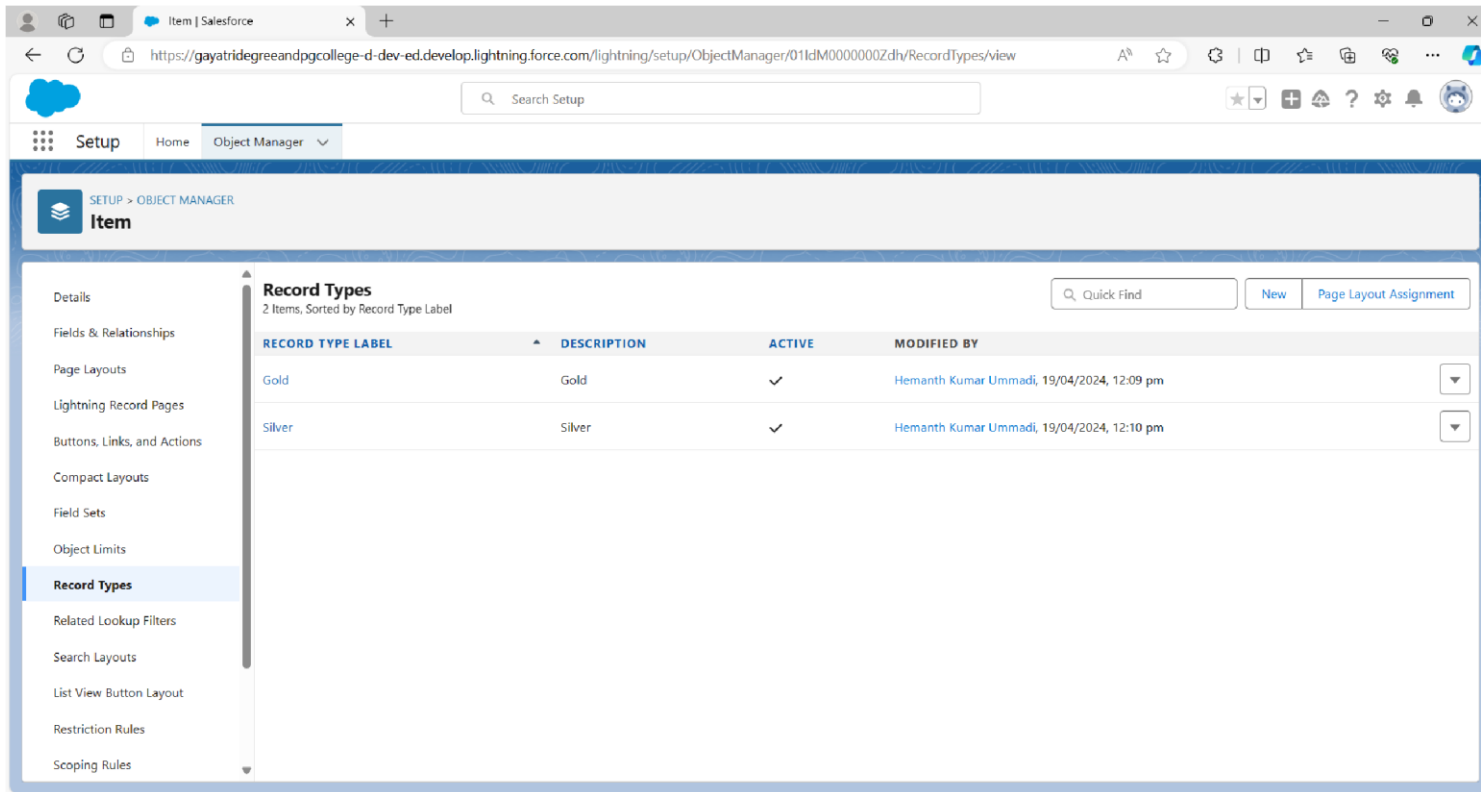 Item | Salesforce
https://gayatridegreeandpgcollege-d-dev-ed.develop.lightning.force.com/lightning/setup/ObjectManager/01IdM0000000Zdh/RecordTypes/view
Search Setup
Setup Home Object Manager
SETUP > OBJECT MANAGER
Item
Details
Fields & Relationships
Page Layouts
Lightning Record Pages
Buttons, Links, and Actions
Compact Layouts
Field Sets
Object Limits
Record Types
Related Lookup Filters
Search Layouts
List View Button Layout
Restriction Rules
Scoping Rules
Record Types
2 Items, Sorted by Record Type Label
Quick Find New Page Layout Assignment
RECORD TYPE LABEL DESCRIPTION ACTIVE MODIFIED BY
Gold Gold Hemanth Kumar Ummadi, 19/04/2024, 12:09 pm
Silver Silver Hemanth Kumar Ummadi, 19/04/2024, 12:10 pm